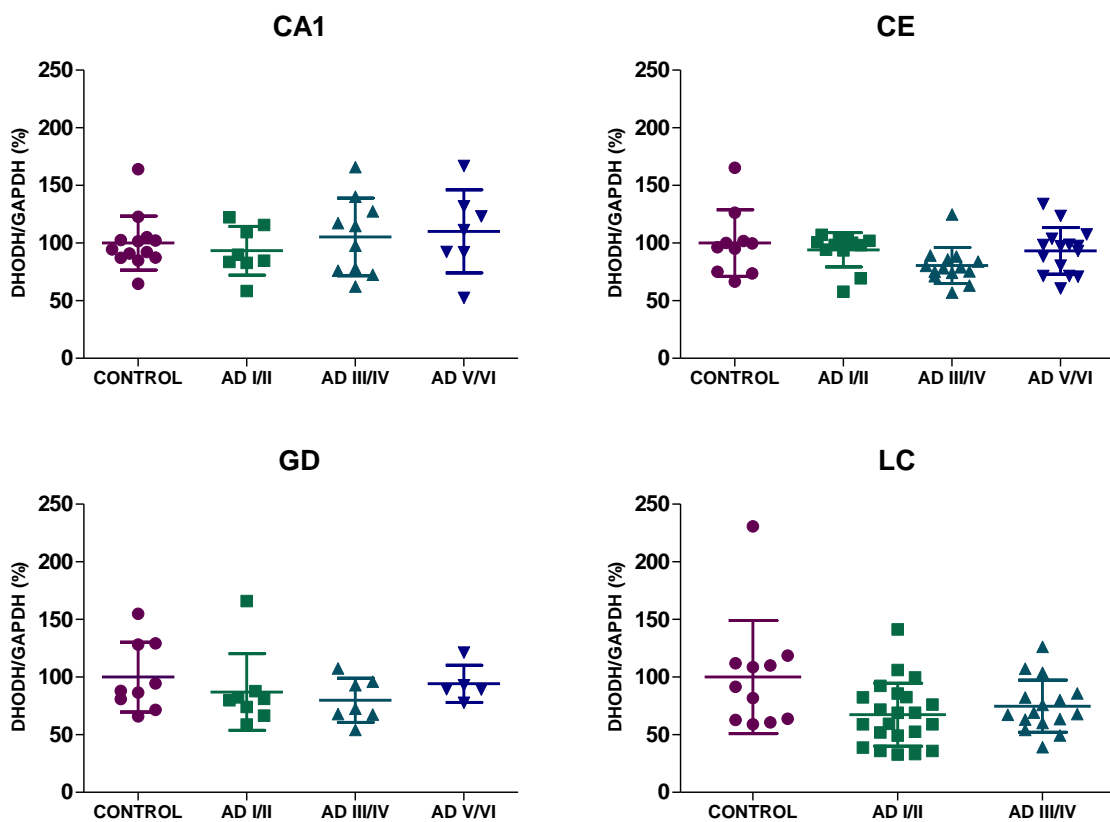 CA1
DHODH/GAPDH (%)
250
200
150
100
50
0
CONTROL AD I/II AD III/IV AD V/VI
CE
DHODH/GAPDH (%)
250
200
150
100
50
0
CONTROL AD I/II AD III/IV AD V/VI
GD
DHODH/GAPDH (%)
250
200
150
100
50
0
CONTROL AD I/II AD III/IV AD V/VI
LC
DHODH/GAPDH (%)
250
200
150
100
50
0
CONTROL AD I/II AD III/IV